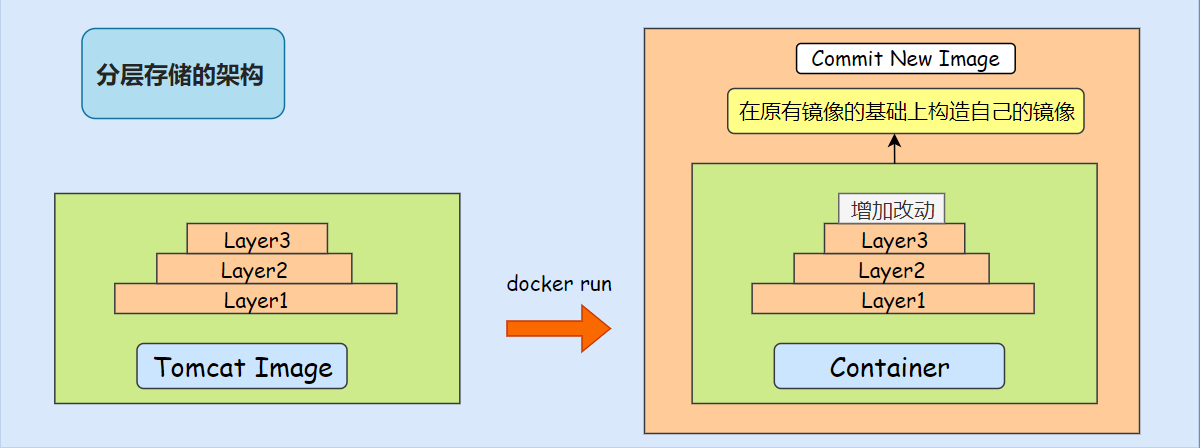 分层存储的架构
Layer3
Layer2
Layer1
Tomcat Image
docker run
Commit New Image
在原有镜像的基础上构造自己的镜像
增加改动
Layer3
Layer2
Layer1
Container